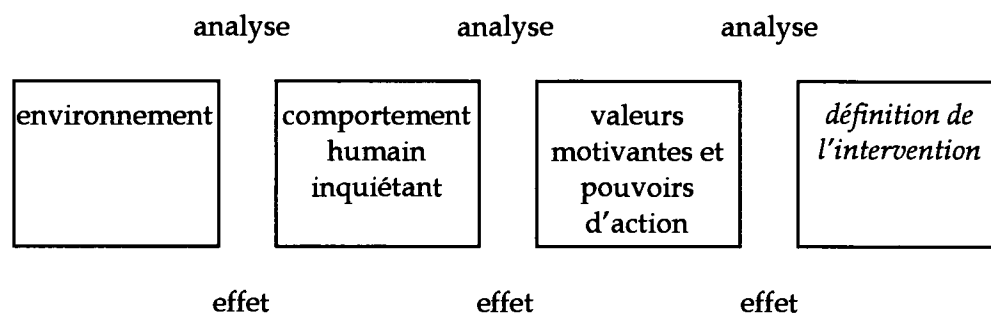 analyse analyse analyse
environnement
comportement
humain
inquiétant
valeurs
motivantes et
pouvoirs
d'action
définition de
l'intervention
effet effet effet